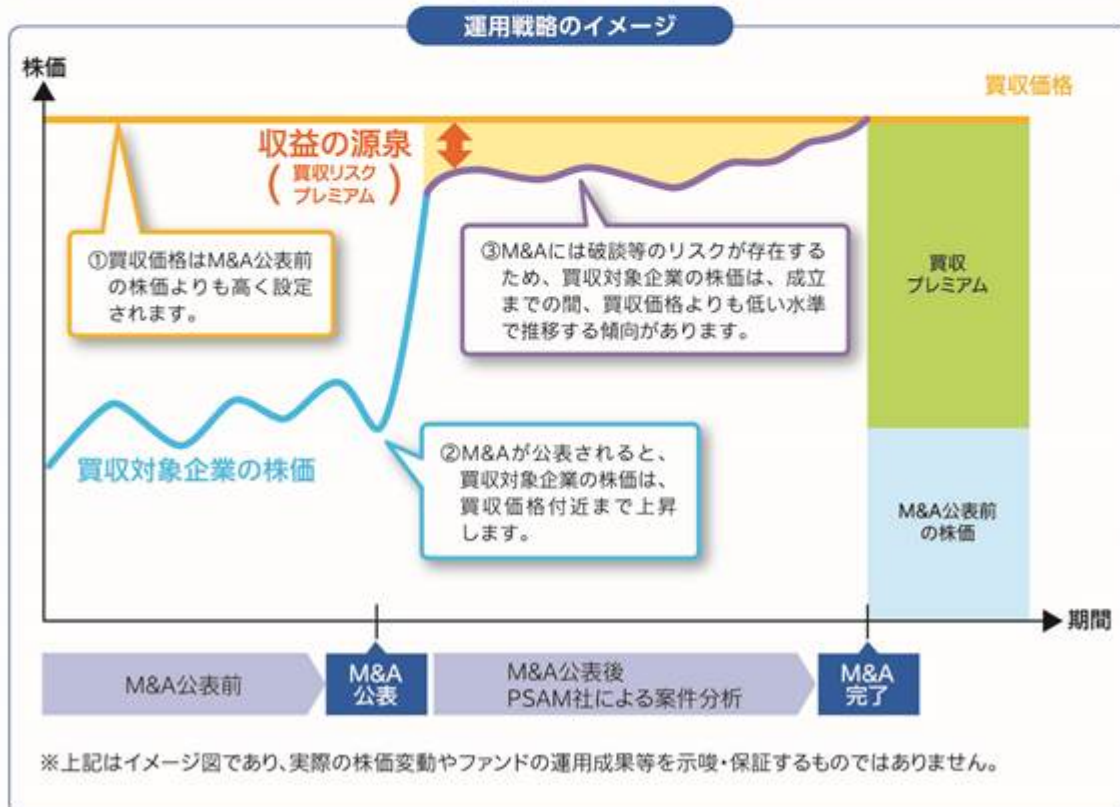 運用戦略のイメージ
株価
買収価格
収益の源泉
(買収リスク
プレミアム)
①買収価格はM&A公表前
の株価よりも高く設定
されます。
③M&Aには破談等のリスクが存在する
ため、買収対象企業の株価は、成立
までの間、買収価格よりも低い水準
で推移する傾向があります。
買収
プレミアム
買収対象企業の株価
②M&Aが公表されると、
買収対象企業の株価は、
買収価格付近まで上昇
します。
M&A公表前
の株価
期間
M&A公表前
M&A
公表
M&A公表後
PSAM社による案件分析
M&A
完了
※上記はイメージ図であり、実際の株価変動やファンドの運用成果等を示唆・保証するものではありません。